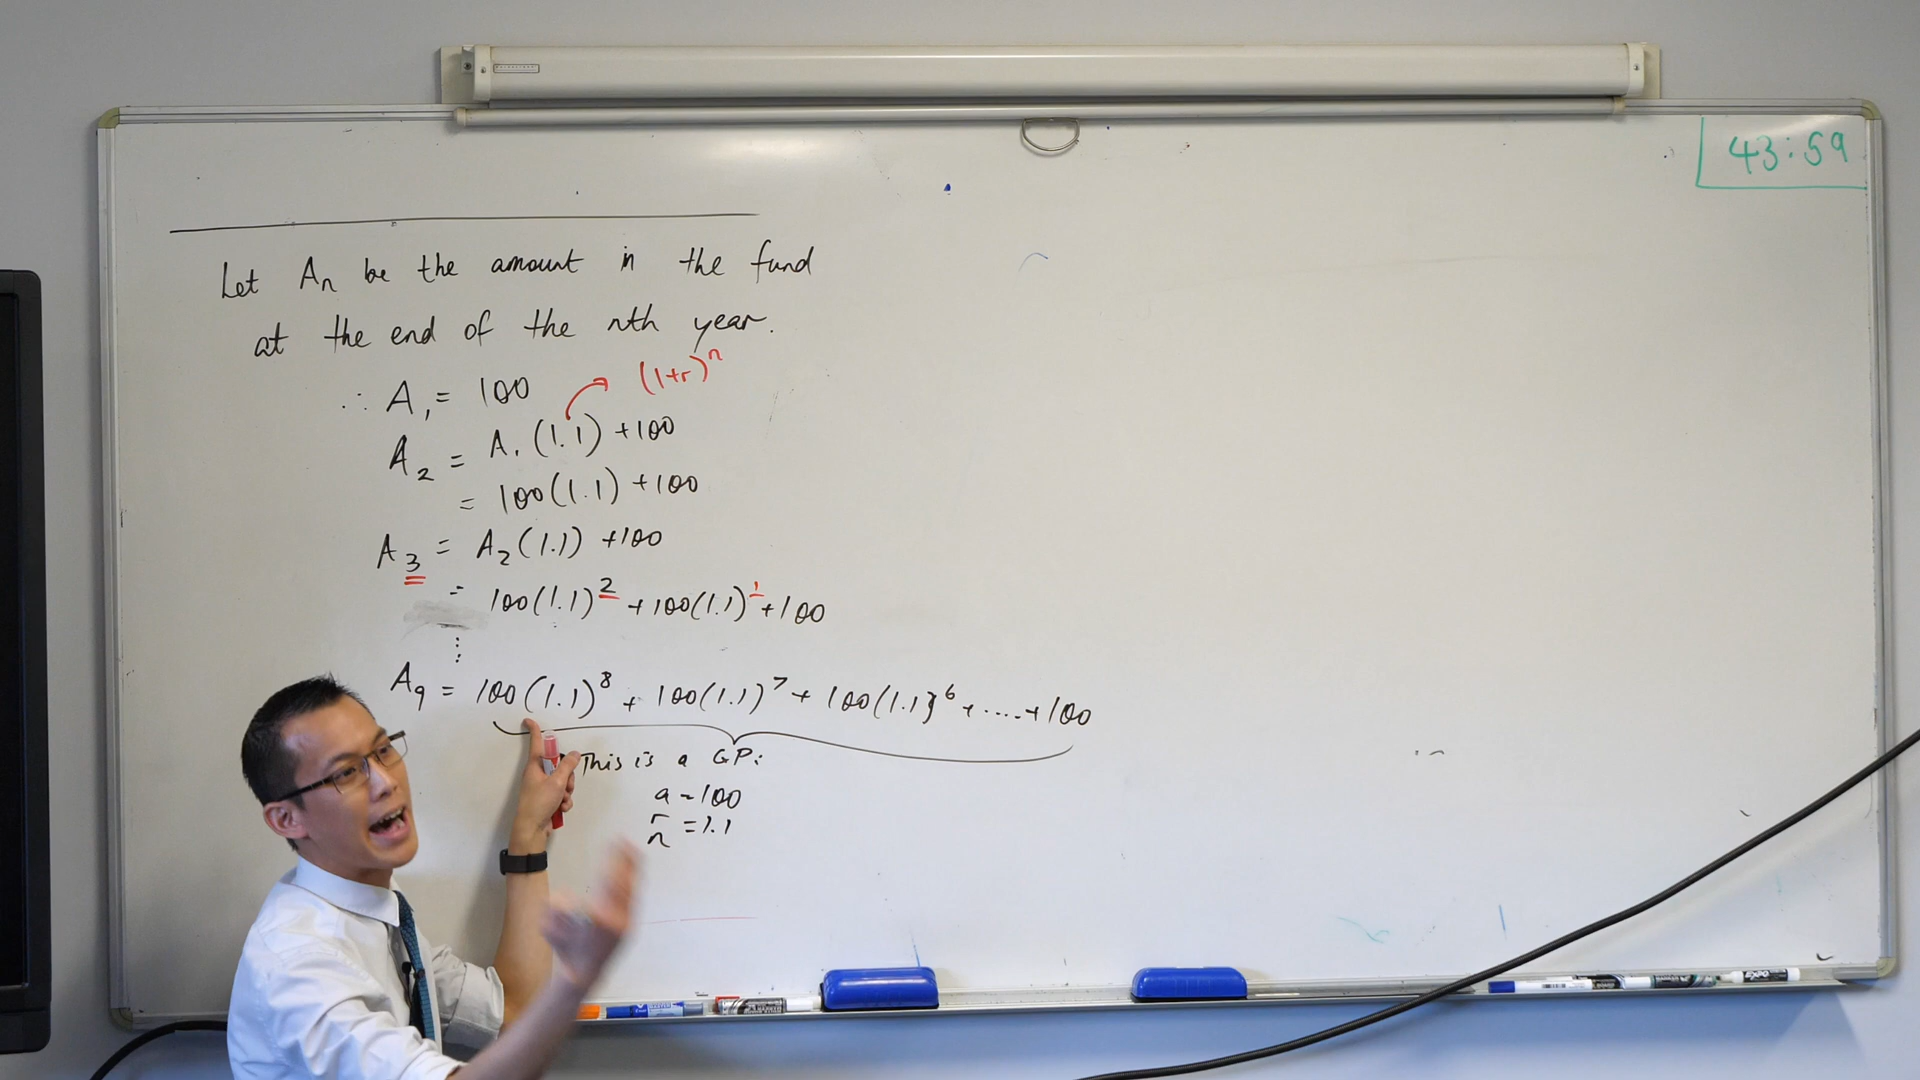 43:59
Let An be the amount in the fund
at the end of the nth year.
∴ A₁ = 100
(1+r)ⁿ
A₂ = A₁(1.1) +100
= 100(1.1) +100
A₃ = A₂(1.1) +100
= 100(1.1)² + 100(1.1)¹ +100
⋮
A₉ = 100(1.1)⁸ + 100(1.1)⁷ + 100(1.1)⁶ + .... + 100
This is a GP:
a = 100
r = 1.1
n
EXPO